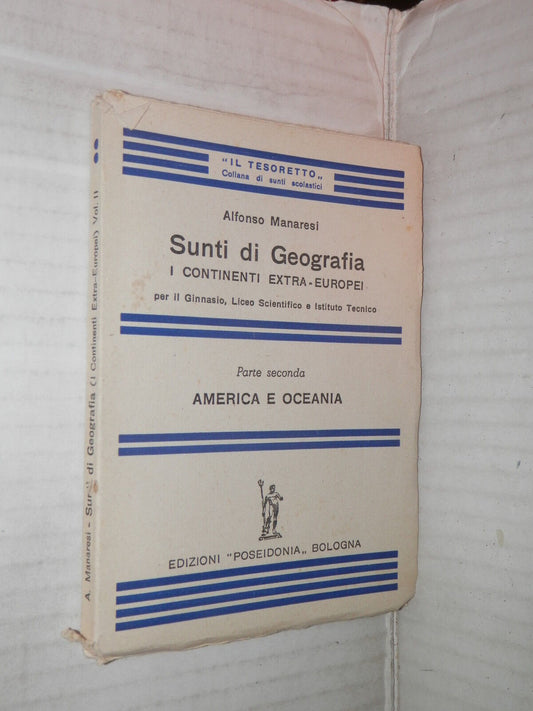 "IL TESORETTO„
Collana di sunti scolastici
Alfonso Manaresi
Sunti di Geografia
I CONTINENTI EXTRA-EUROPEI
per il Ginnasio, Liceo Scientifico e Istituto Tecnico
Parte seconda
AMERICA E OCEANIA
EDIZIONI "POSEIDONIA„ BOLOGNA
A. Manaresi - di Geografia (I Continenti Extra-Europei) Vol. II